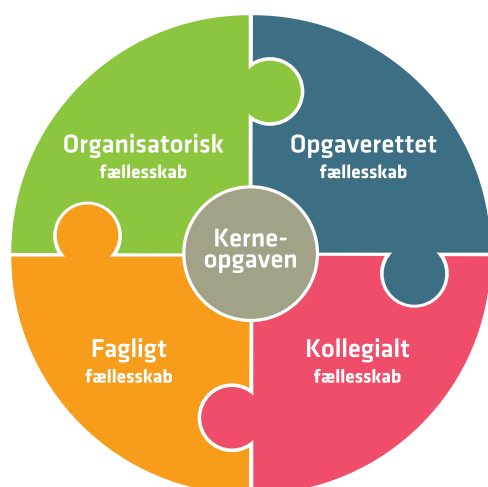 Organisatorisk
fællesskab
Opgaverettet
fællesskab
Kerne-
opgaven
Fagligt
fællesskab
Kollegialt
fællesskab